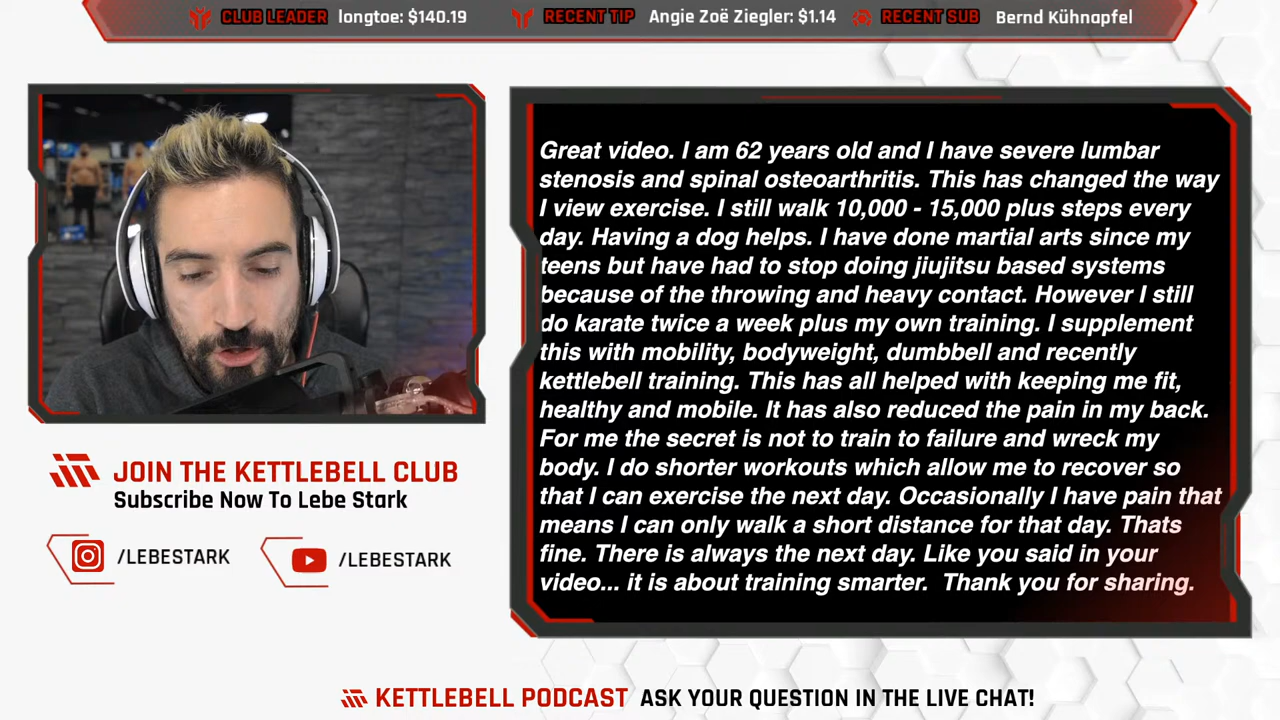 CLUB LEADER longtoe: $140.19 RECENT TIP Angie Zoë Ziegler: $1.14 RECENT SUB Bernd Kühnapfel
Great video. I am 62 years old and I have severe lumbar
stenosis and spinal osteoarthritis. This has changed the way
I view exercise. I still walk 10,000 - 15,000 plus steps every
day. Having a dog helps. I have done martial arts since my
teens but have had to stop doing jiujitsu based systems
because of the throwing and heavy contact. However I still
do karate twice a week plus my own training. I supplement
this with mobility, bodyweight, dumbbell and recently
kettlebell training. This has all helped with keeping me fit,
healthy and mobile. It has also reduced the pain in my back.
For me the secret is not to train to failure and wreck my
body. I do shorter workouts which allow me to recover so
that I can exercise the next day. Occasionally I have pain that
means I can only walk a short distance for that day. Thats
fine. There is always the next day. Like you said in your
video... it is about training smarter.  Thank you for sharing.
JOIN THE KETTLEBELL CLUB
Subscribe Now To Lebe Stark
/LEBESTARK /LEBESTARK
KETTLEBELL PODCAST ASK YOUR QUESTION IN THE LIVE CHAT!